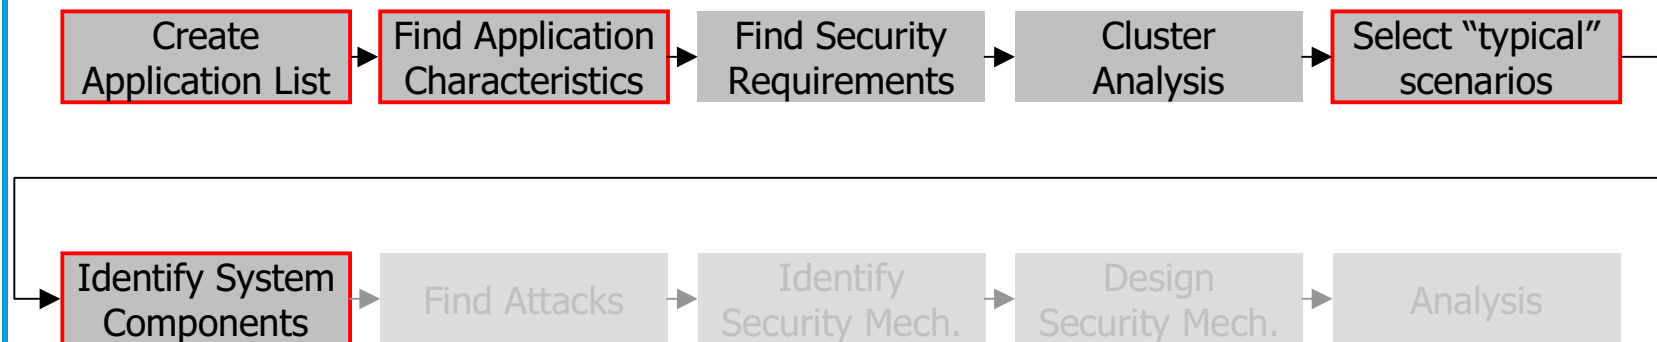 Create
Application List
Find Application
Characteristics
Find Security
Requirements
Cluster
Analysis
Select “typical”
scenarios
Identify System
Components
Find Attacks
Identify
Security Mech.
Design
Security Mech.
Analysis